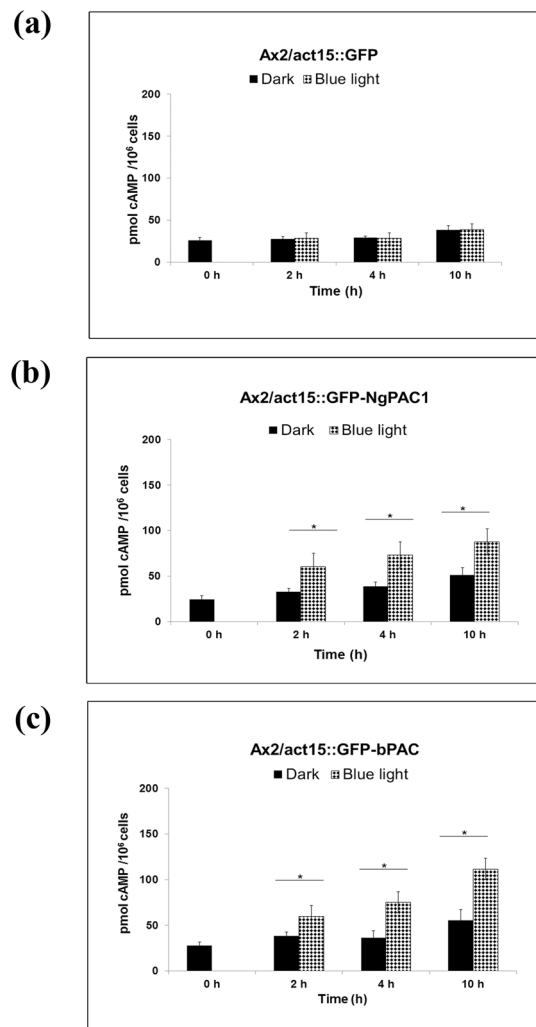 (a)
Ax2/act15::GFP
Dark Blue light
200
150
100
50
0
pmol cAMP /10⁶ cells
0 h 2 h 4 h 10 h
Time (h)
(b)
Ax2/act15::GFP-NgPAC1
Dark Blue light
200
150
100
50
0
pmol cAMP /10⁶ cells
* * *
0 h 2 h 4 h 10 h
Time (h)
(c)
Ax2/act15::GFP-bPAC
Dark Blue light
200
150
100
50
0
pmol cAMP /10⁶ cells
* * *
0 h 2 h 4 h 10 h
Time (h)